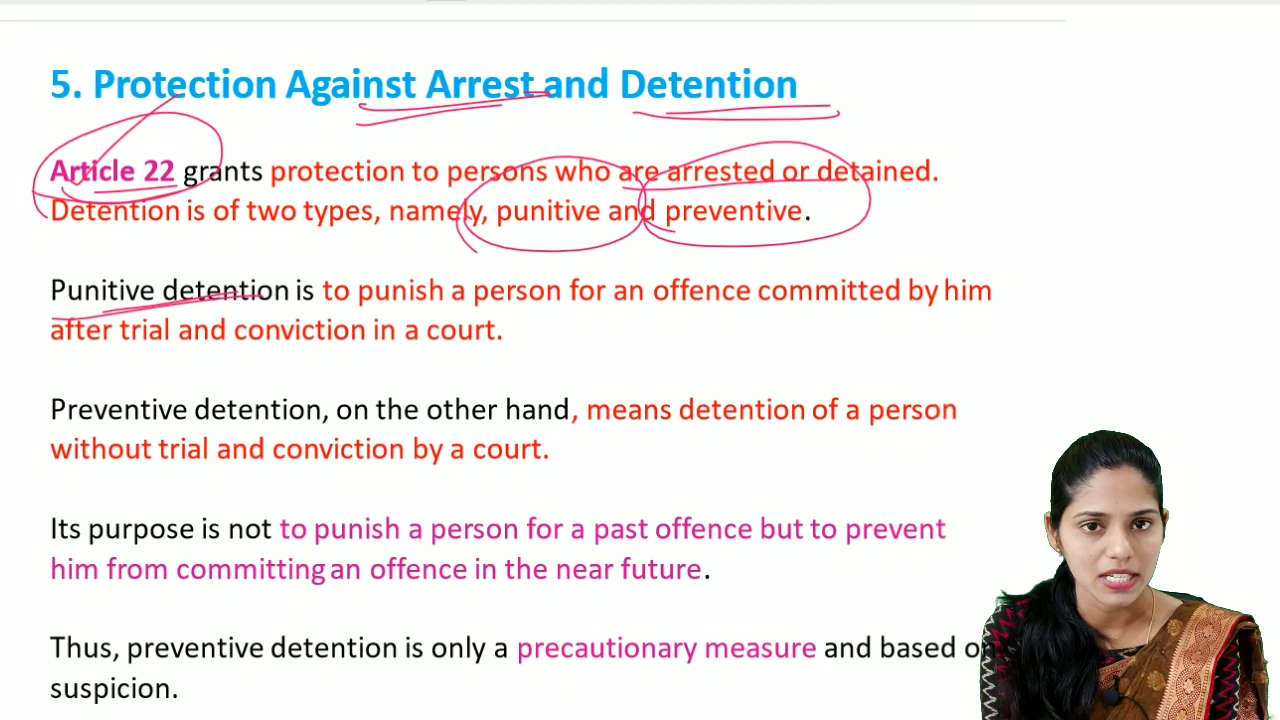 5. Protection Against Arrest and Detention
Article 22 grants protection to persons who are arrested or detained.
Detention is of two types, namely, punitive and preventive.
Punitive detention is to punish a person for an offence committed by him
after trial and conviction in a court.
Preventive detention, on the other hand, means detention of a person
without trial and conviction by a court.
Its purpose is not to punish a person for a past offence but to prevent
him from committing an offence in the near future.
Thus, preventive detention is only a precautionary measure and based on
suspicion.